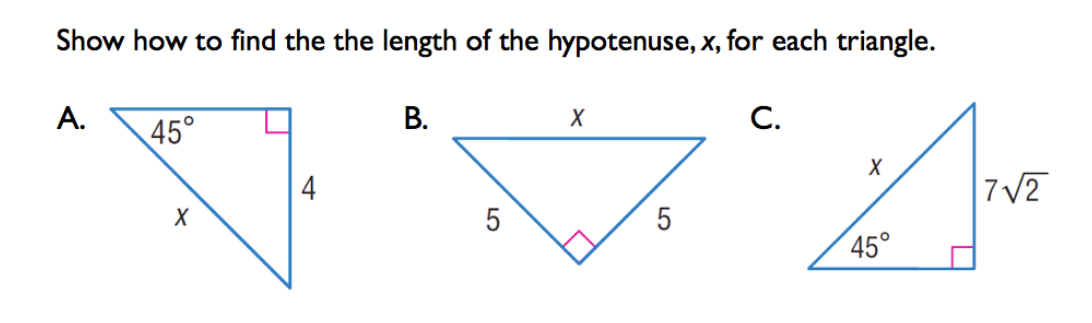 Show how to find the the length of the hypotenuse, x, for each triangle.
A. 45° 4 x
B. x 5 5
C. x 7√2 45°